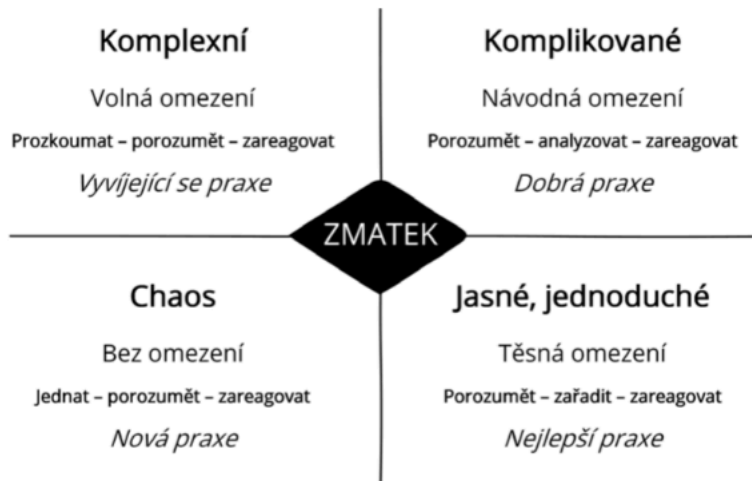 Komplexní
Volná omezení
Prozkoumat – porozumět – zareagovat
Vyvíjející se praxe
Komplikované
Návodná omezení
Porozumět – analyzovat – zareagovat
Dobrá praxe
ZMATEK
Chaos
Bez omezení
Jednat – porozumět – zareagovat
Nová praxe
Jasné, jednoduché
Těsná omezení
Porozumět – zařadit – zareagovat
Nejlepší praxe